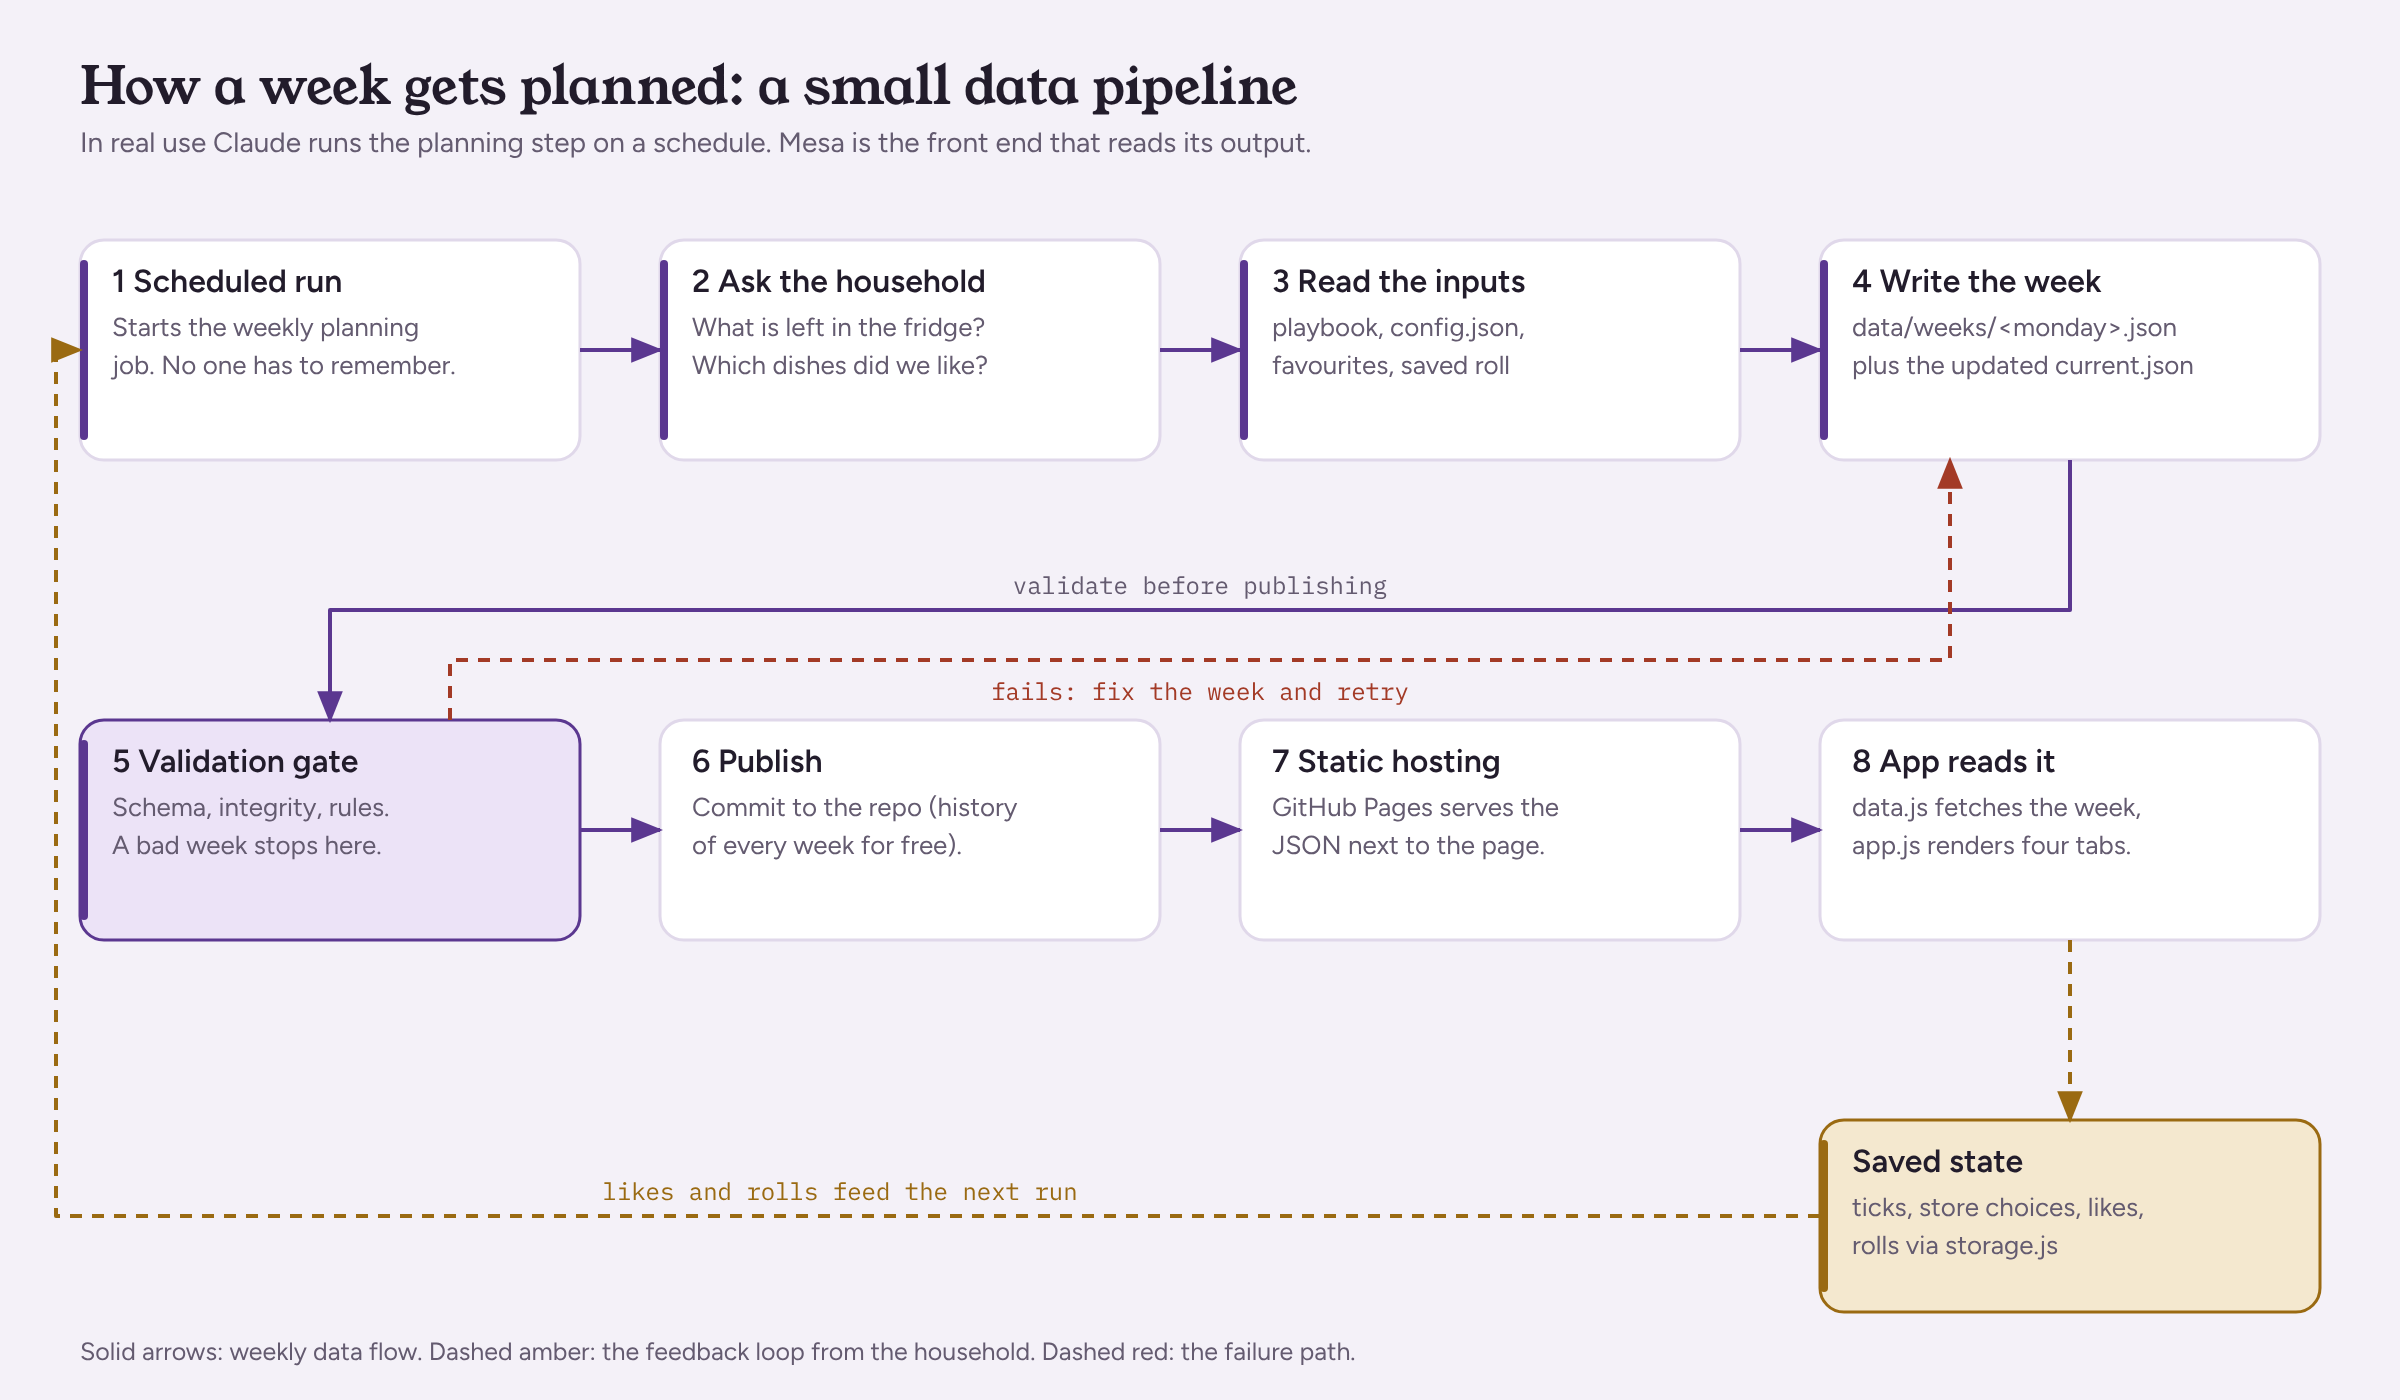 How a week gets planned: a small data pipeline
In real use Claude runs the planning step on a schedule. Mesa is the front end that reads its output.
1 Scheduled run
Starts the weekly planning
job. No one has to remember.
2 Ask the household
What is left in the fridge?
Which dishes did we like?
3 Read the inputs
playbook, config.json,
favourites, saved roll
4 Write the week
data/weeks/<monday>.json
plus the updated current.json
validate before publishing
fails: fix the week and retry
5 Validation gate
Schema, integrity, rules.
A bad week stops here.
6 Publish
Commit to the repo (history
of every week for free).
7 Static hosting
GitHub Pages serves the
JSON next to the page.
8 App reads it
data.js fetches the week,
app.js renders four tabs.
likes and rolls feed the next run
Saved state
ticks, store choices, likes,
rolls via storage.js
Solid arrows: weekly data flow. Dashed amber: the feedback loop from the household. Dashed red: the failure path.